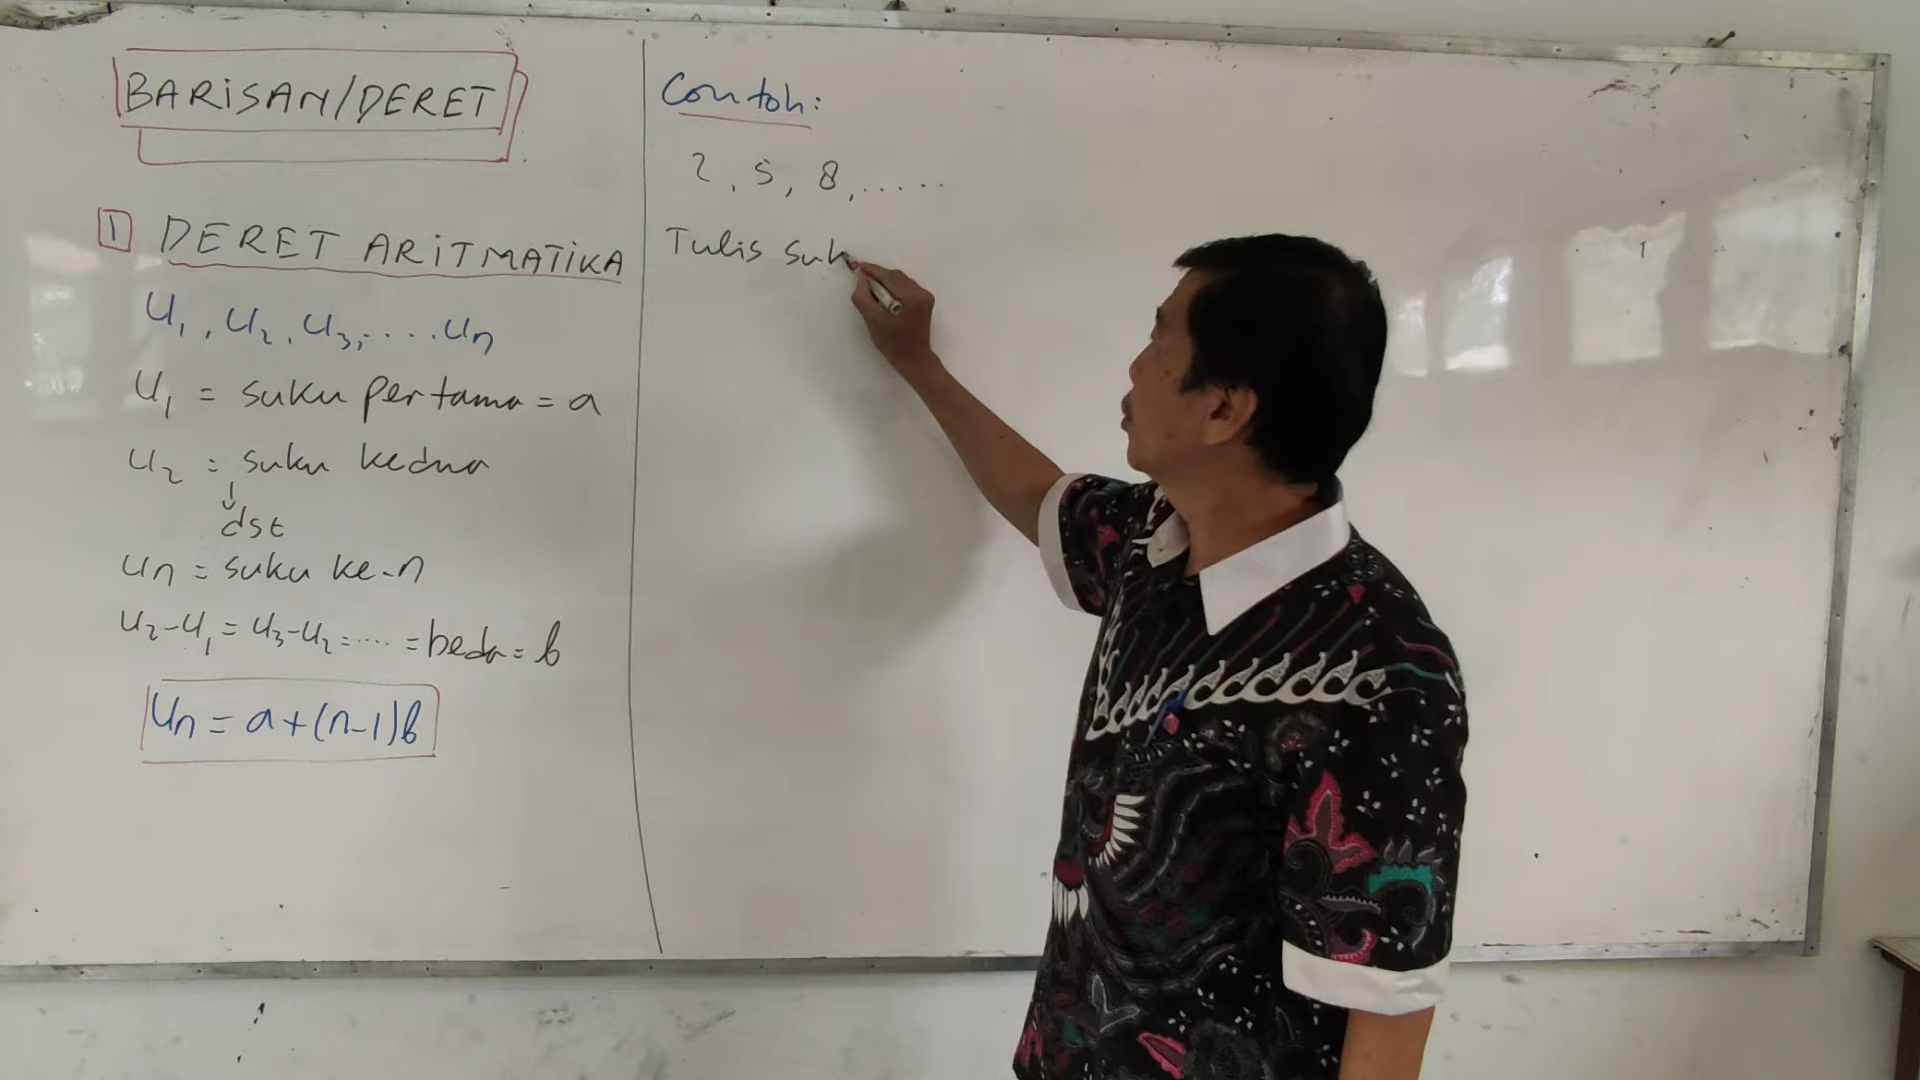 BARISAN/DERET
1 DERET ARITMATIKA
U1, U2, U3, .... Un
U1 = suku pertama = a
U2 = suku kedua
↓
dst
Un = suku ke-n
U2-U1 = U3-U2 = .... = beda = b
Un = a+(n-1)b
Contoh:
2, 5, 8, .....
Tulis suk